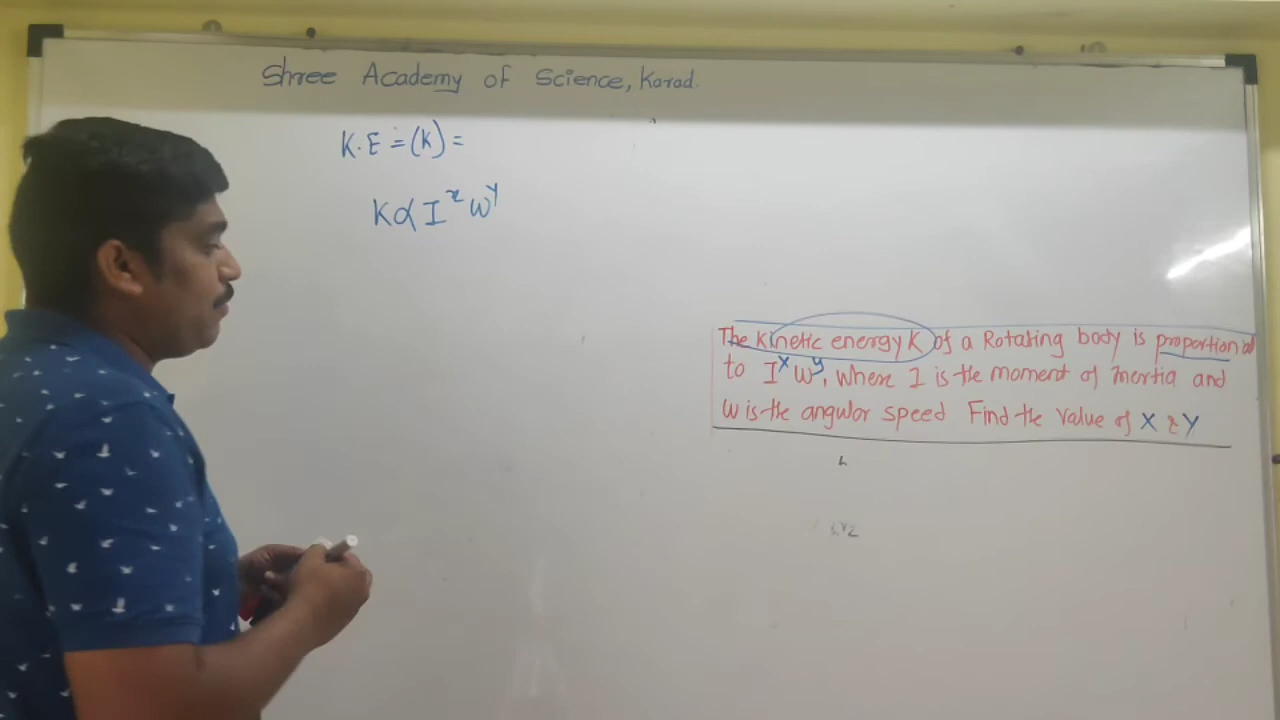 Shree Academy of Science, Karad.
K.E = (K) =
K ∝ I^x ω^y
The Kinetic energy K of a Rotating body is proportional
to I^x ω^y, where I is the moment of Inertia and
ω is the angular speed Find the value of X & Y